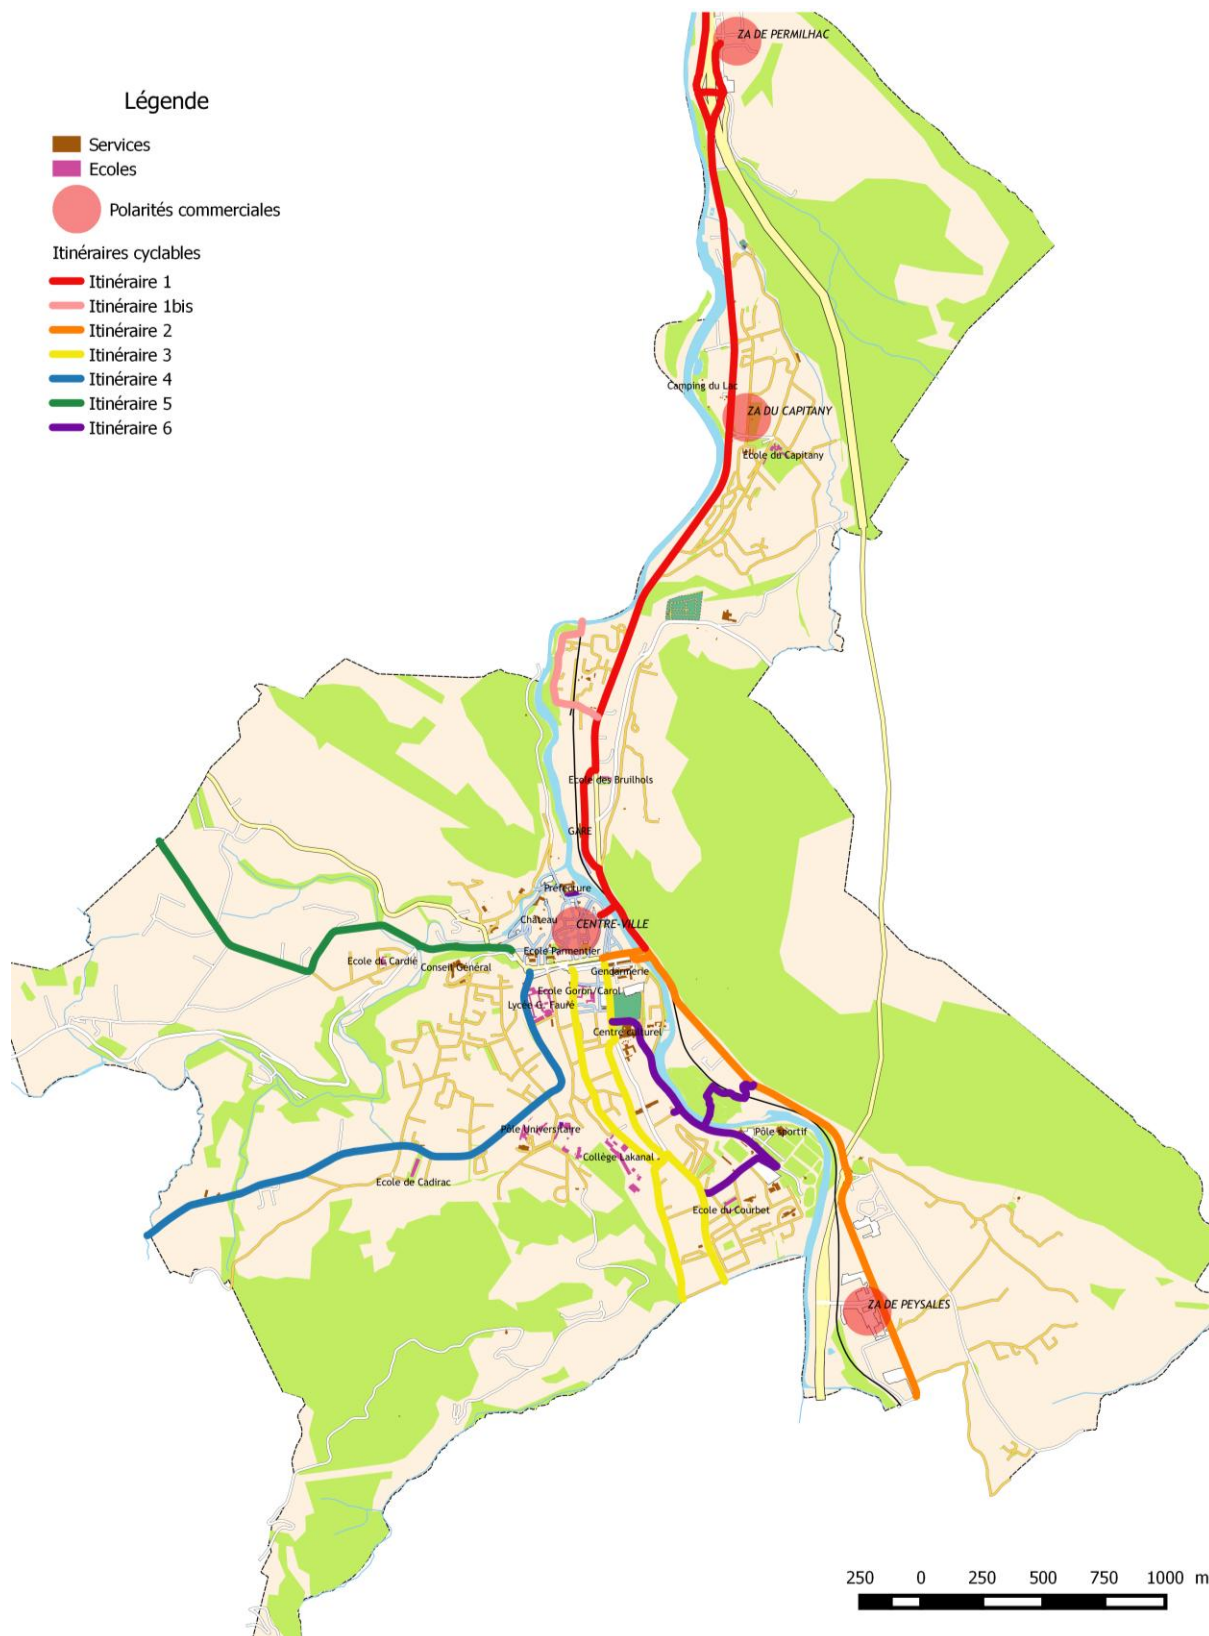 ZA DE PERMILHAC
Légende
Services
Ecoles
Polarités commerciales
Itinéraires cyclables
Itinéraire 1
Itinéraire 1bis
Itinéraire 2
Itinéraire 3
Itinéraire 4
Itinéraire 5
Itinéraire 6
Camping du Lac
ZA DU CAPITANY
Ecole du Capitany
Ecole des Bruilhols
GARE
Préfecture
Château
CENTRE-VILLE
Ecole Parmentier
Ecole du Cardié
Conseil Général
Gendarmerie
Ecole Goron/Carol
Lycée G. Fauré
Centre culturel
Pôle Universitaire
Pôle sportif
Collège Lakanal
Ecole de Cadirac
Ecole du Courbet
ZA DE PEYSALES
250 0 250 500 750 1000 m